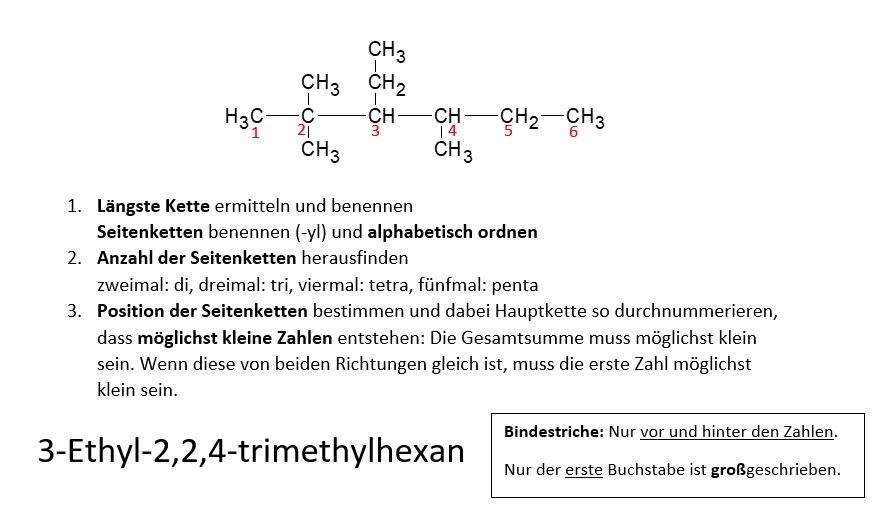 CH3
CH3 CH2
H3C C CH CH CH2 CH3
1 2 3 4 5 6
CH3 CH3
1. Längste Kette ermitteln und benennen
Seitenketten benennen (-yl) und alphabetisch ordnen
2. Anzahl der Seitenketten herausfinden
zweimal: di, dreimal: tri, viermal: tetra, fünfmal: penta
3. Position der Seitenketten bestimmen und dabei Hauptkette so durchnummerieren,
dass möglichst kleine Zahlen entstehen: Die Gesamtsumme muss möglichst klein
sein. Wenn diese von beiden Richtungen gleich ist, muss die erste Zahl möglichst
klein sein.
3-Ethyl-2,2,4-trimethylhexan
Bindestriche: Nur vor und hinter den Zahlen.
Nur der erste Buchstabe ist großgeschrieben.